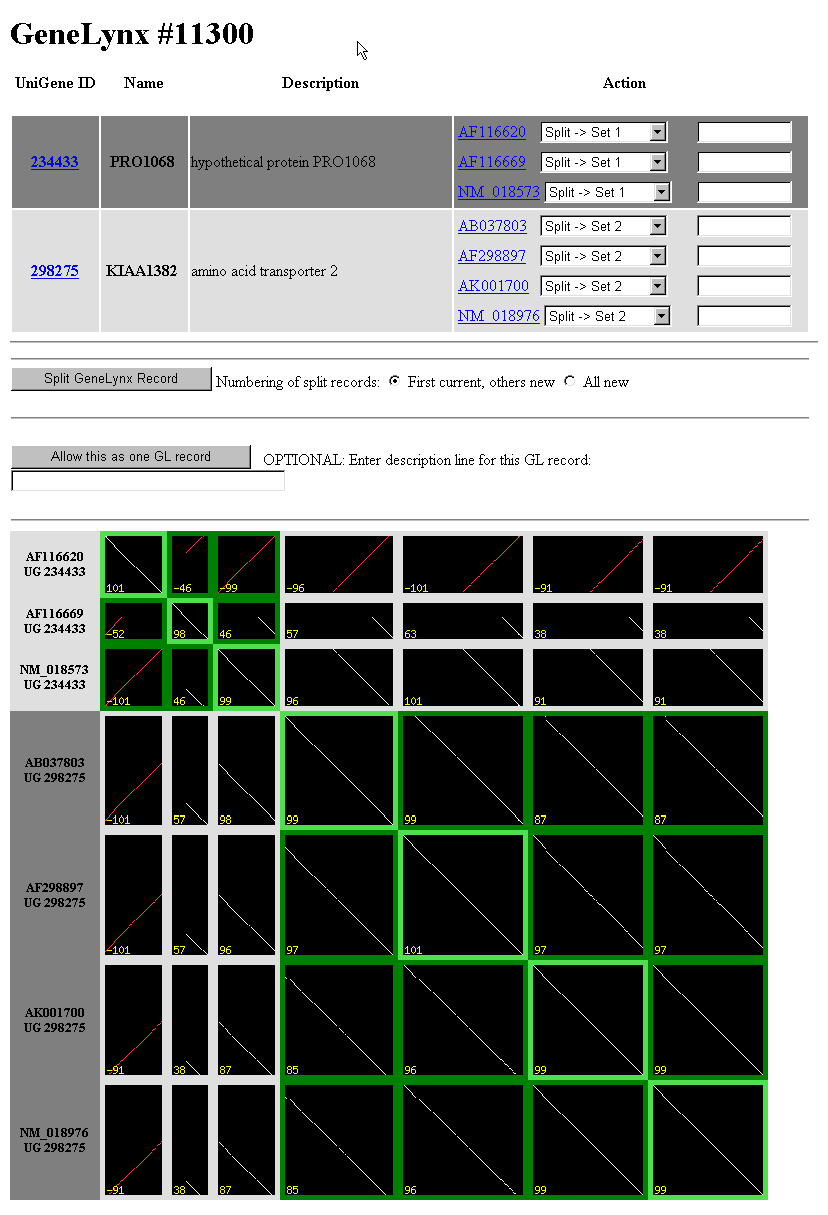 GeneLynx #11300
UniGene ID Name Description Action
234433 PRO1068 hypothetical protein PRO1068
AF116620 Split -> Set 1
AF116669 Split -> Set 1
NM_018573 Split -> Set 1
298275 KIAA1382 amino acid transporter 2
AB037803 Split -> Set 2
AF298897 Split -> Set 2
AK001700 Split -> Set 2
NM_018976 Split -> Set 2
Split GeneLynx Record Numbering of split records: First current, others new All new
Allow this as one GL record OPTIONAL: Enter description line for this GL record:
AF116620
UG 234433
101 -46 -99 -96 -101 -91 -91
AF116669
UG 234433
-52 98 46 57 63 38 38
NM_018573
UG 234433
-101 46 99 96 101 91 91
AB037803
UG 298275
-101 57 98 99 99 87 87
AF298897
UG 298275
-101 57 96 97 101 97 97
AK001700
UG 298275
-91 38 87 85 96 99 99
NM_018976
UG 298275
-91 38 87 85 96 99 99